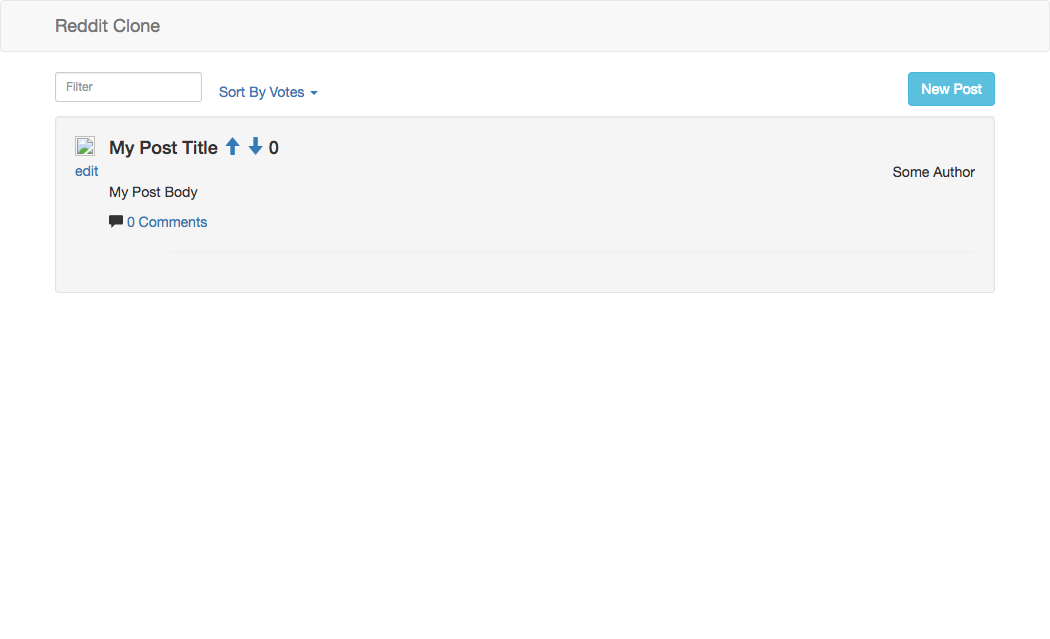 Reddit Clone
Filter
Sort By Votes
New Post
My Post Title 0
edit
Some Author
My Post Body
0 Comments